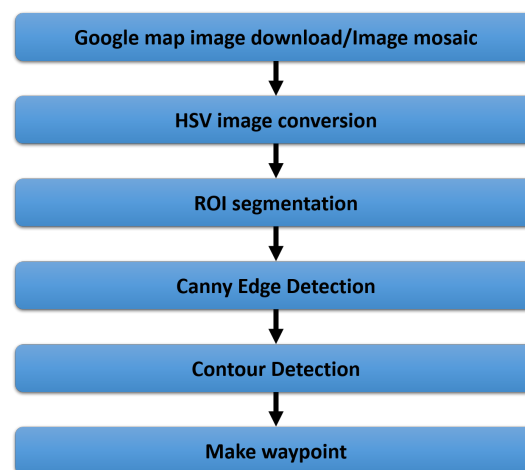 Google map image download/Image mosaic
HSV image conversion
ROI segmentation
Canny Edge Detection
Contour Detection
Make waypoint